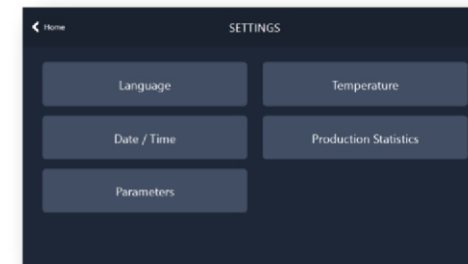 Home
SETTINGS
Language
Temperature
Date / Time
Production Statistics
Parameters